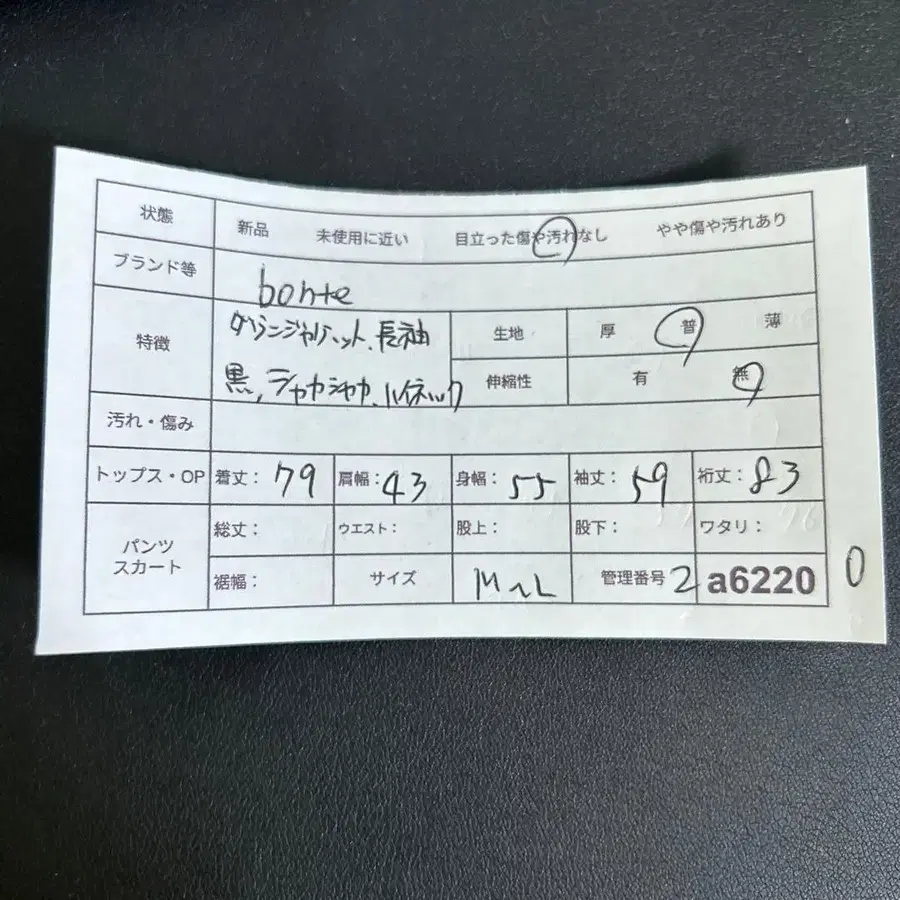 状態 新品 未使用に近い 目立った傷や汚れなし やや傷や汚れあり
ブランド等 bonte
特徴 ダウンジャケット、長袖 生地 厚 普 薄
黒、シャカシャカ、ハイネック 伸縮性 有 無
汚れ・傷み
トップス・OP 着丈: 79 肩幅: 43 身幅: 55 袖丈: 59 裄丈: 83
パンツ スカート 総丈: ウエスト: 股上: 股下: ワタリ:
裾幅: サイズ M~L 管理番号 2 a6220 0